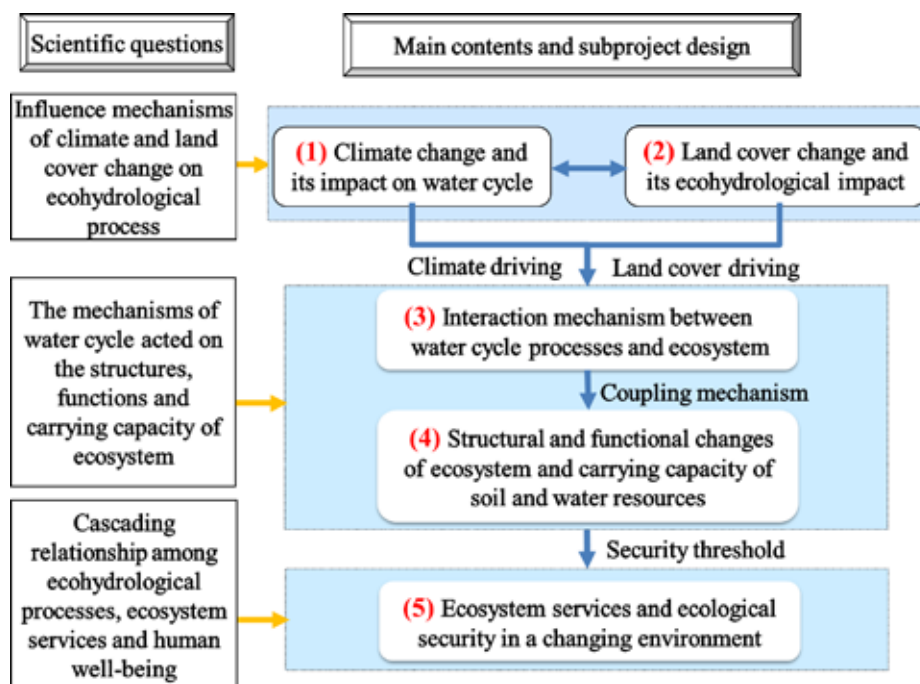 Scientific questions
Main contents and subproject design
Influence mechanisms
of climate and land
cover change on
ecohydrological
process
(1) Climate change and
its impact on water cycle
(2) Land cover change and
its ecohydrological impact
Climate driving
Land cover driving
The mechanisms of
water cycle acted on
the structures,
functions and
carrying capacity of
ecosystem
(3) Interaction mechanism between
water cycle processes and ecosystem
Coupling mechanism
(4) Structural and functional changes
of ecosystem and carrying capacity of
soil and water resources
Security threshold
Cascading
relationship among
ecohydrological
processes, ecosystem
services and human
well-being
(5) Ecosystem services and ecological
security in a changing environment